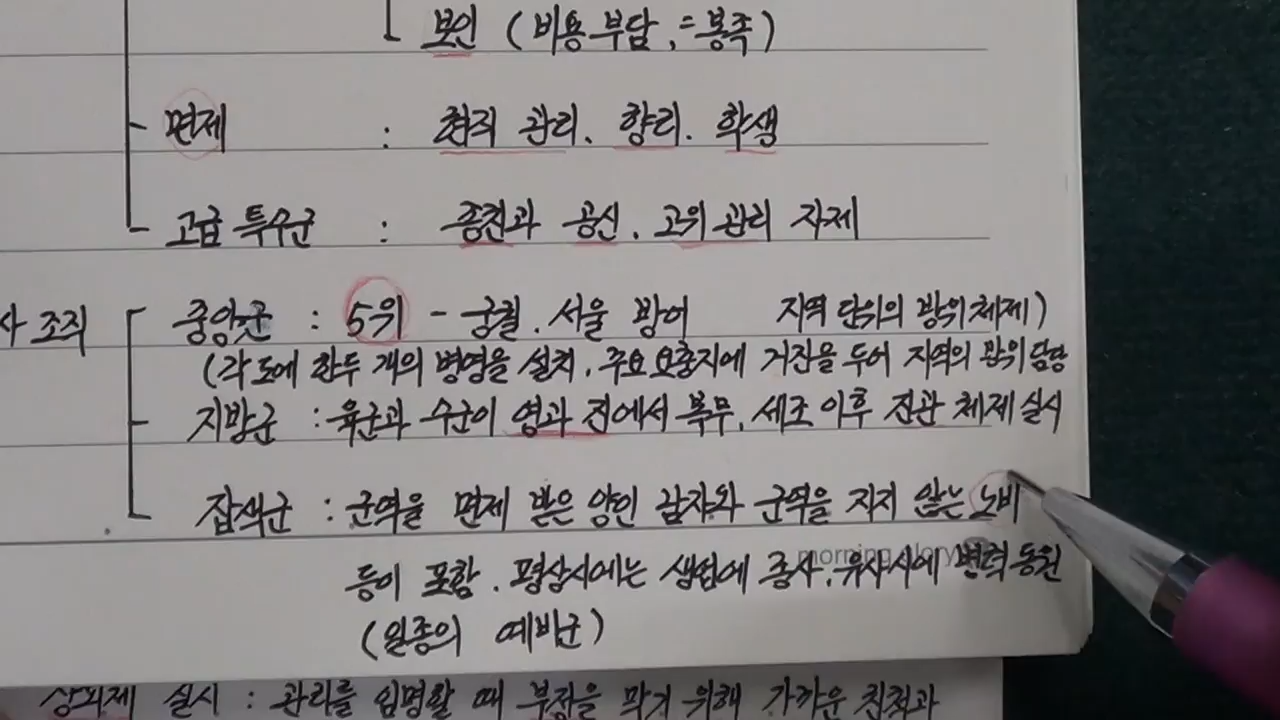 보인 (비용 부담, =봉족)
면제 : 현직 관리. 향리. 학생
고급 특수군 : 종친과 공신. 고위 관리 자제
사 조직
중앙군 : 5위 - 궁궐. 서울 방어 지역 단위의 방위 체제)
(각 도에 한두 개의 병영을 설치. 주요 요충지에 거진을 두어 지역의 방위 담당
지방군 : 육군과 수군이 영과 진에서 복무. 세조 이후 진관 체제 실시
잡색군 : 군역을 면제 받은 양인 남자와 군역을 지지 않는 노비
morning glory
등이 포함. 평상시에는 생업에 종사. 유사시에 병력 동원
(일종의 예비군)
상피제 실시 : 관리를 임명할 때 부정을 막기 위해 가까운 친척과